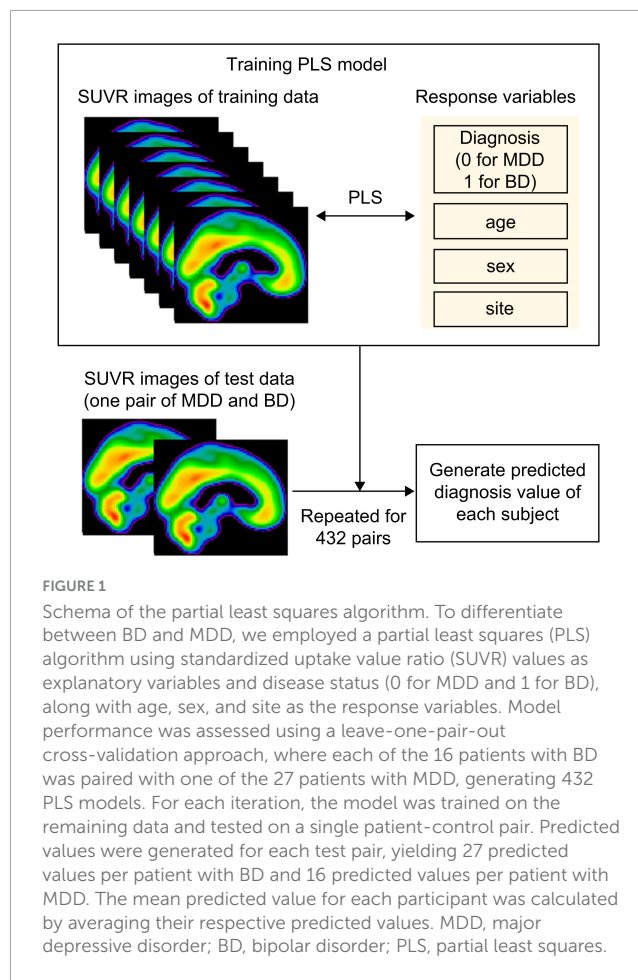 Training PLS model
SUVR images of training data
Response variables
PLS
Diagnosis
(0 for MDD
1 for BD)
age
sex
site
SUVR images of test data
(one pair of MDD and BD)
Repeated for
432 pairs
Generate predicted
diagnosis value of
each subject
FIGURE 1
Schema of the partial least squares algorithm. To differentiate
between BD and MDD, we employed a partial least squares (PLS)
algorithm using standardized uptake value ratio (SUVR) values as
explanatory variables and disease status (0 for MDD and 1 for BD),
along with age, sex, and site as the response variables. Model
performance was assessed using a leave-one-pair-out
cross-validation approach, where each of the 16 patients with BD
was paired with one of the 27 patients with MDD, generating 432
PLS models. For each iteration, the model was trained on the
remaining data and tested on a single patient-control pair. Predicted
values were generated for each test pair, yielding 27 predicted
values per patient with BD and 16 predicted values per patient with
MDD. The mean predicted value for each participant was calculated
by averaging their respective predicted values. MDD, major
depressive disorder; BD, bipolar disorder; PLS, partial least squares.